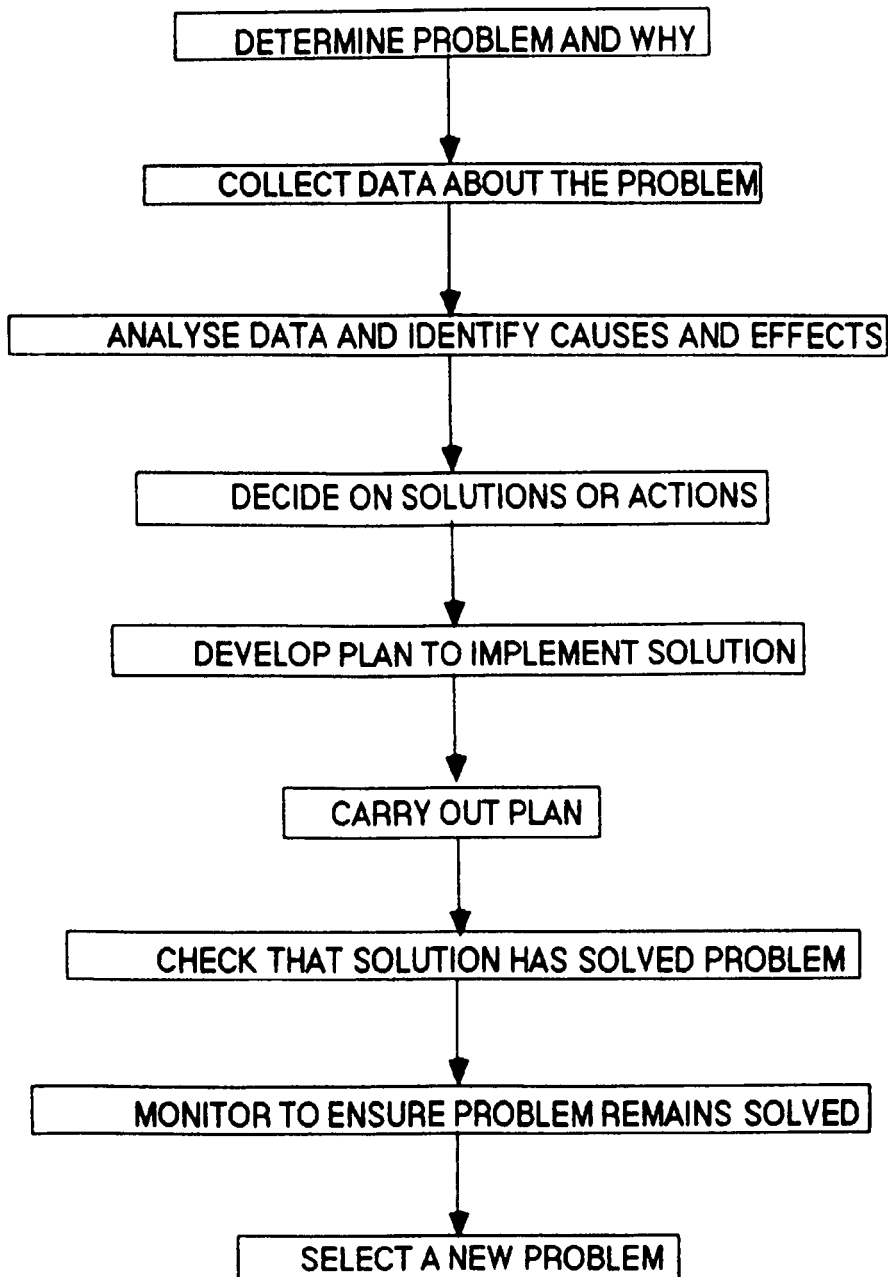 DETERMINE PROBLEM AND WHY
COLLECT DATA ABOUT THE PROBLEM
ANALYSE DATA AND IDENTIFY CAUSES AND EFFECTS
DECIDE ON SOLUTIONS OR ACTIONS
DEVELOP PLAN TO IMPLEMENT SOLUTION
CARRY OUT PLAN
CHECK THAT SOLUTION HAS SOLVED PROBLEM
MONITOR TO ENSURE PROBLEM REMAINS SOLVED
SELECT A NEW PROBLEM